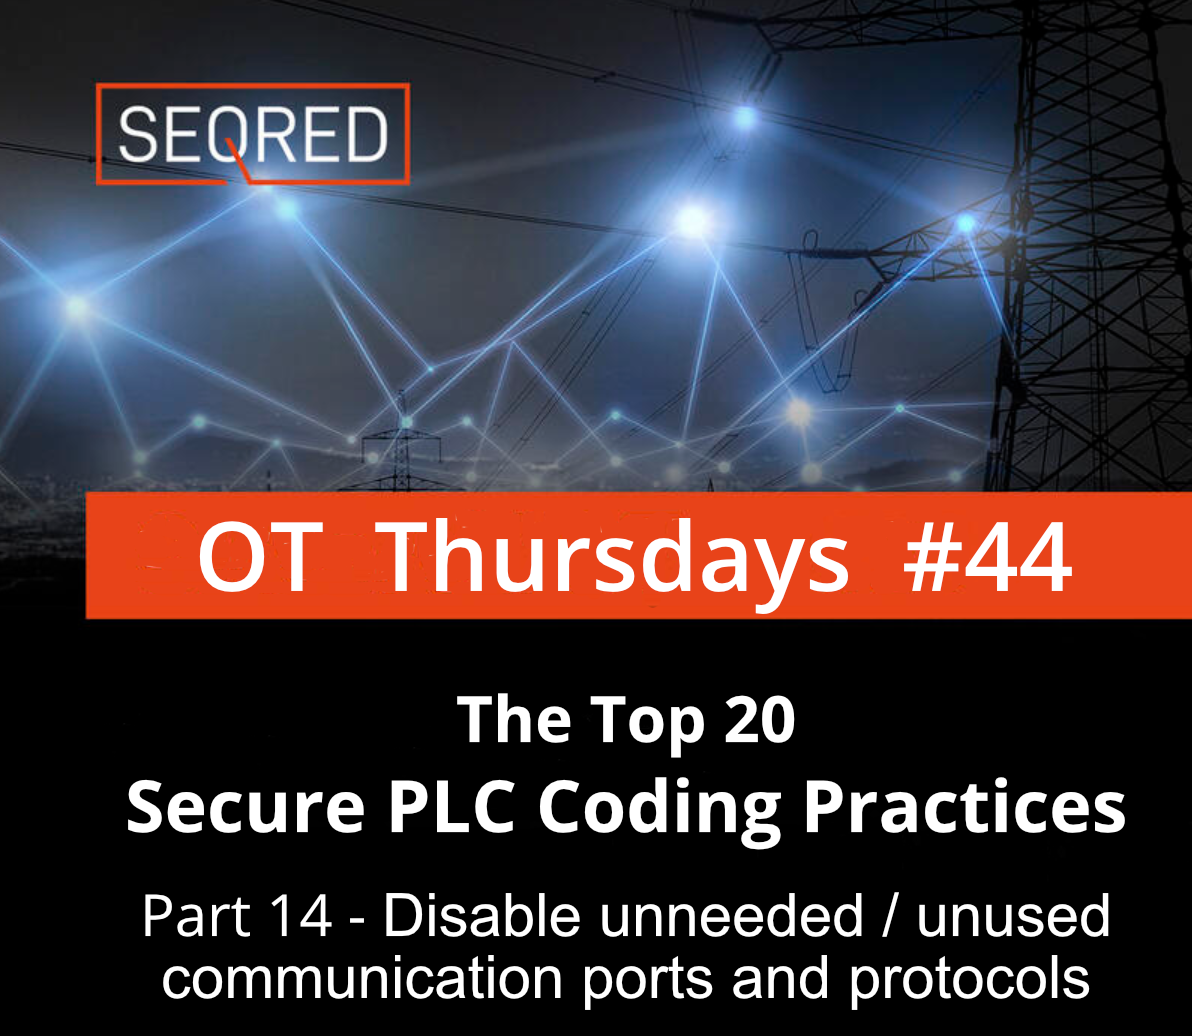 SEQRED
OT Thursdays #44
The Top 20
Secure PLC Coding Practices
Part 14 - Disable unneeded / unused
communication ports and protocols